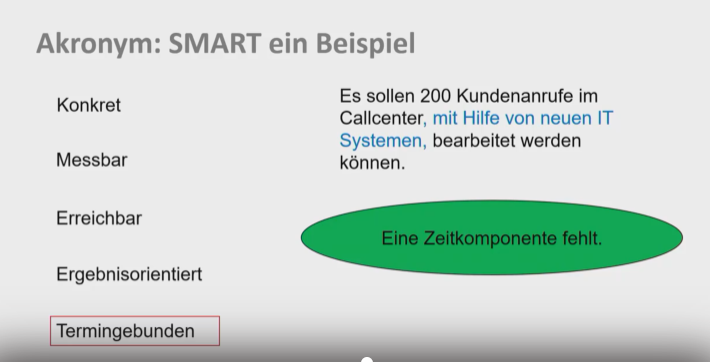 Akronym: SMART ein Beispiel
Konkret
Messbar
Erreichbar
Ergebnisorientiert
Termingebunden
Es sollen 200 Kundenanrufe im
Callcenter, mit Hilfe von neuen IT
Systemen, bearbeitet werden
können.
Eine Zeitkomponente fehlt.